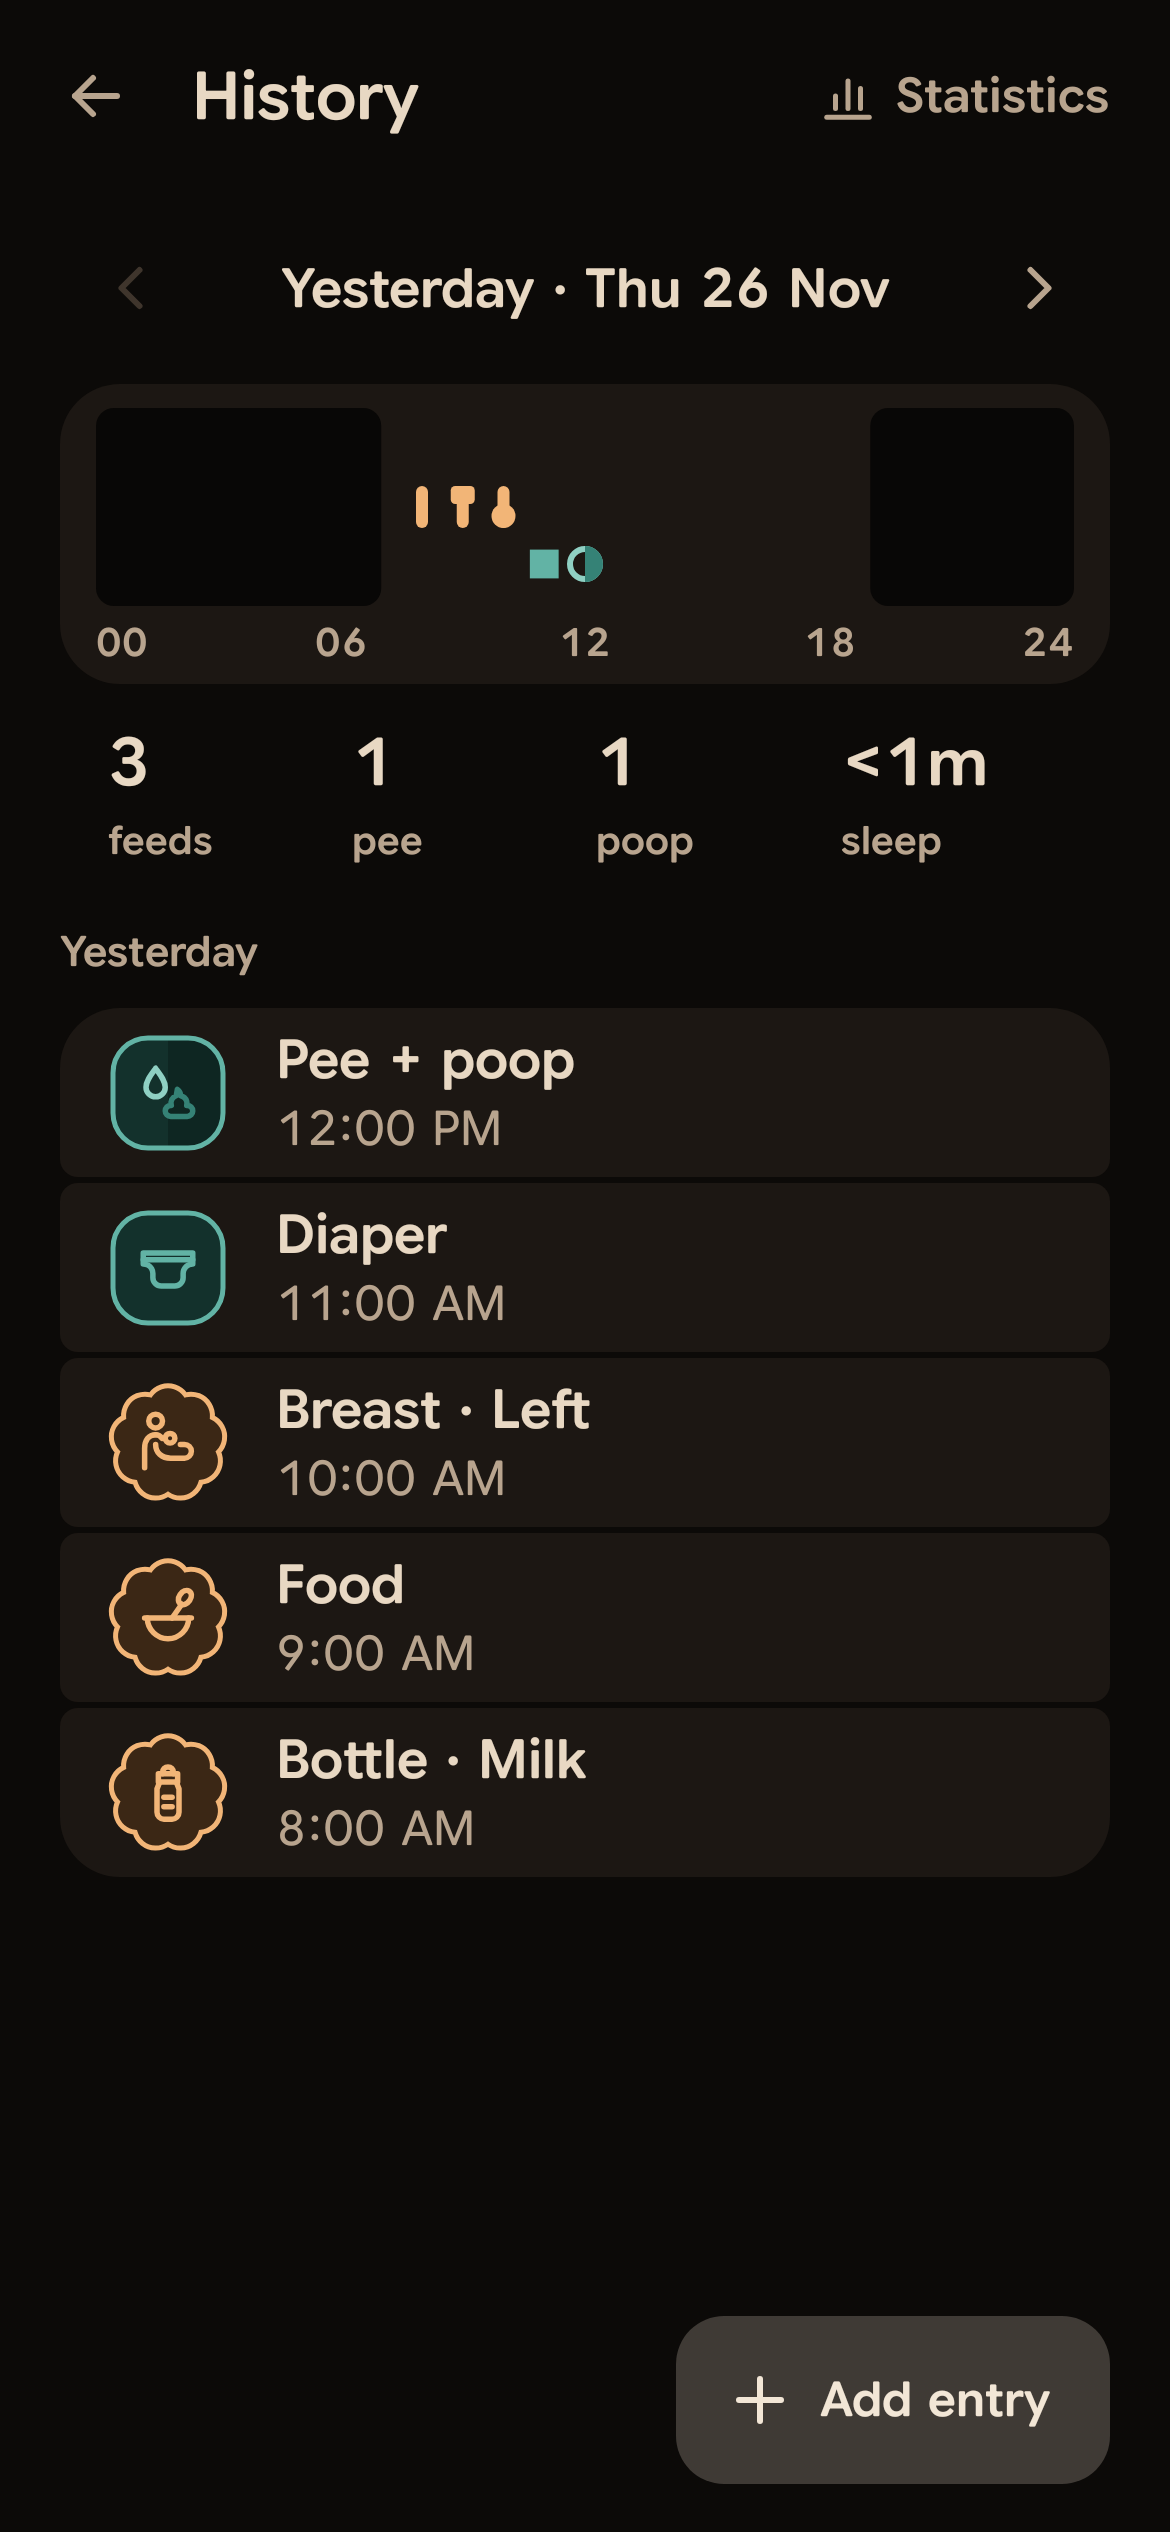 History
Statistics
Yesterday · Thu 26 Nov
00 06 12 18 24
3 1 1 <1m
feeds pee poop sleep
Yesterday
Pee + poop
12:00 PM
Diaper
11:00 AM
Breast · Left
10:00 AM
Food
9:00 AM
Bottle · Milk
8:00 AM
Add entry